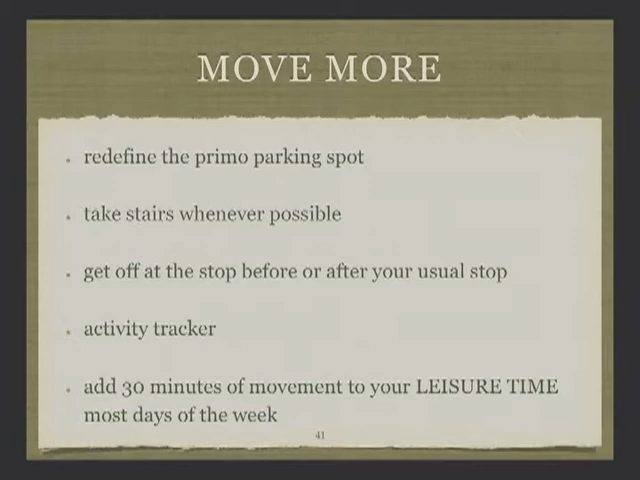 MOVE MORE
• redefine the primo parking spot
• take stairs whenever possible
• get off at the stop before or after your usual stop
• activity tracker
• add 30 minutes of movement to your LEISURE TIME
most days of the week
41